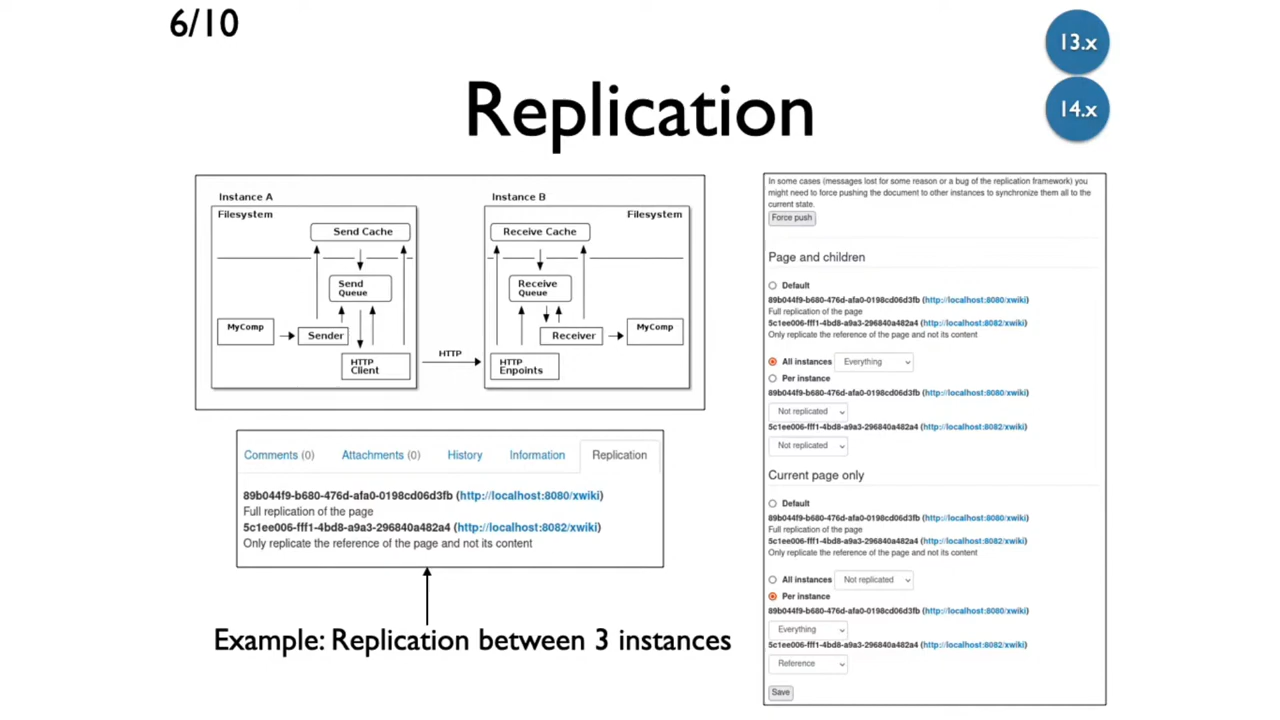 6/10
13.x
14.x
Replication
Instance A
Filesystem
Send Cache
Send
Queue
MyComp
Sender
HTTP
Client
HTTP
Instance B
Filesystem
Receive Cache
Receive
Queue
Receiver
MyComp
HTTP
Enpoints
Comments (0) Attachments (0) History Information Replication
89b044f9-b680-476d-afa0-0198cd06d3fb (http://localhost:8080/xwiki)
Full replication of the page
5c1ee006-fff1-4bd8-a9a3-296840a482a4 (http://localhost:8082/xwiki)
Only replicate the reference of the page and not its content
Example: Replication between 3 instances
In some cases (messages lost for some reason or a bug of the replication framework) you
might need to force pushing the document to other instances to synchronize them all to the
current state.
Force push
Page and children
Default
89b044f9-b680-476d-afa0-0198cd06d3fb (http://localhost:8080/xwiki)
Full replication of the page
5c1ee006-fff1-4bd8-a9a3-296840a482a4 (http://localhost:8082/xwiki)
Only replicate the reference of the page and not its content
All instances Everything
Per instance
89b044f9-b680-476d-afa0-0198cd06d3fb (http://localhost:8080/xwiki)
Not replicated
5c1ee006-fff1-4bd8-a9a3-296840a482a4 (http://localhost:8082/xwiki)
Not replicated
Current page only
Default
89b044f9-b680-476d-afa0-0198cd06d3fb (http://localhost:8080/xwiki)
Full replication of the page
5c1ee006-fff1-4bd8-a9a3-296840a482a4 (http://localhost:8082/xwiki)
Only replicate the reference of the page and not its content
All instances Not replicated
Per instance
89b044f9-b680-476d-afa0-0198cd06d3fb (http://localhost:8080/xwiki)
Everything
5c1ee006-fff1-4bd8-a9a3-296840a482a4 (http://localhost:8082/xwiki)
Reference
Save